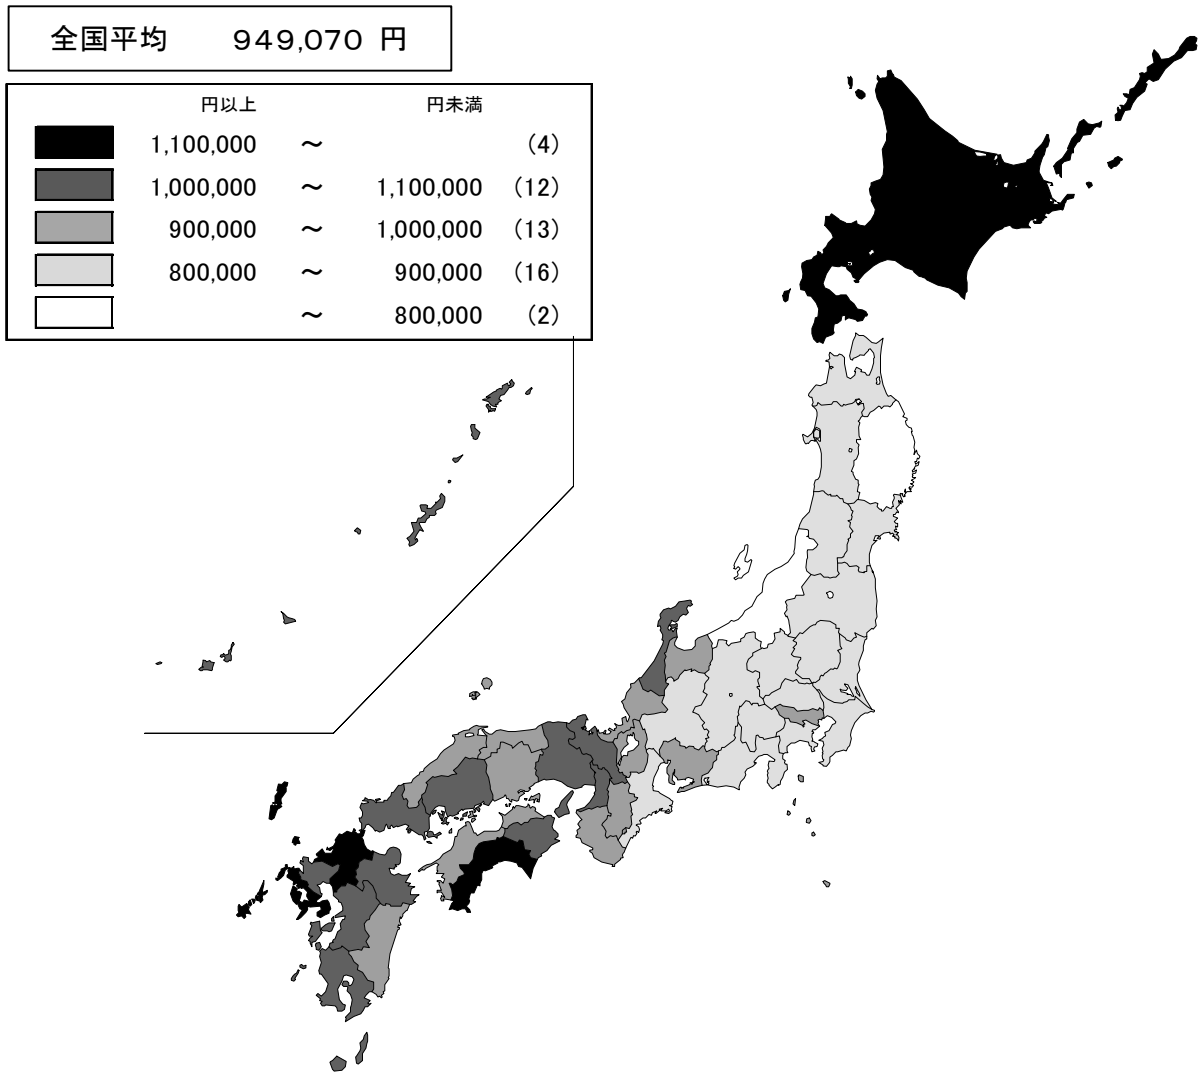 全国平均 949,070 円
円以上 円未満
1,100,000 ～ (4)
1,000,000 ～ 1,100,000 (12)
900,000 ～ 1,000,000 (13)
800,000 ～ 900,000 (16)
～ 800,000 (2)